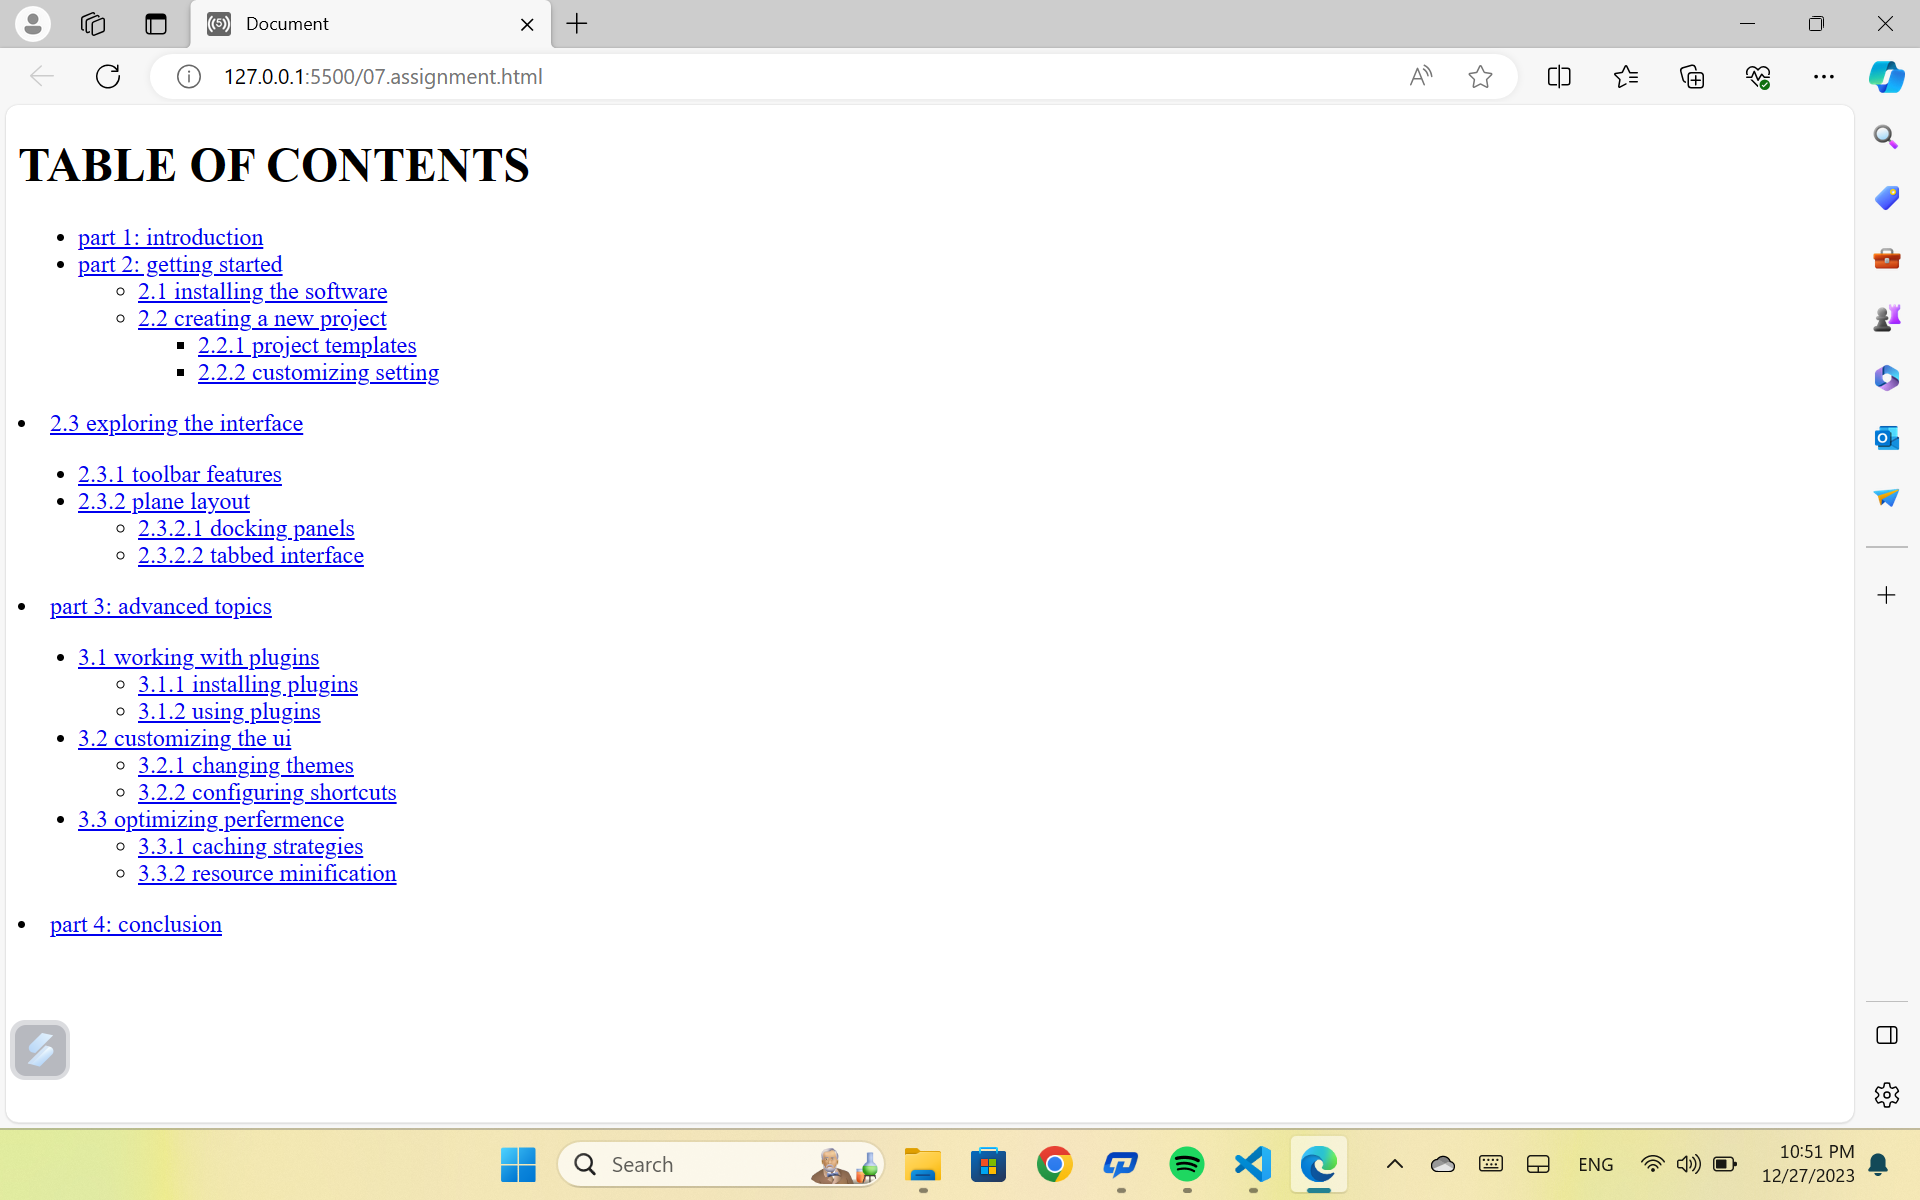 Document
127.0.0.1:5500/07.assignment.html
TABLE OF CONTENTS
part 1: introduction
part 2: getting started
2.1 installing the software
2.2 creating a new project
2.2.1 project templates
2.2.2 customizing setting
2.3 exploring the interface
2.3.1 toolbar features
2.3.2 plane layout
2.3.2.1 docking panels
2.3.2.2 tabbed interface
part 3: advanced topics
3.1 working with plugins
3.1.1 installing plugins
3.1.2 using plugins
3.2 customizing the ui
3.2.1 changing themes
3.2.2 configuring shortcuts
3.3 optimizing perfermence
3.3.1 caching strategies
3.3.2 resource minification
part 4: conclusion
Search
ENG
10:51 PM
12/27/2023